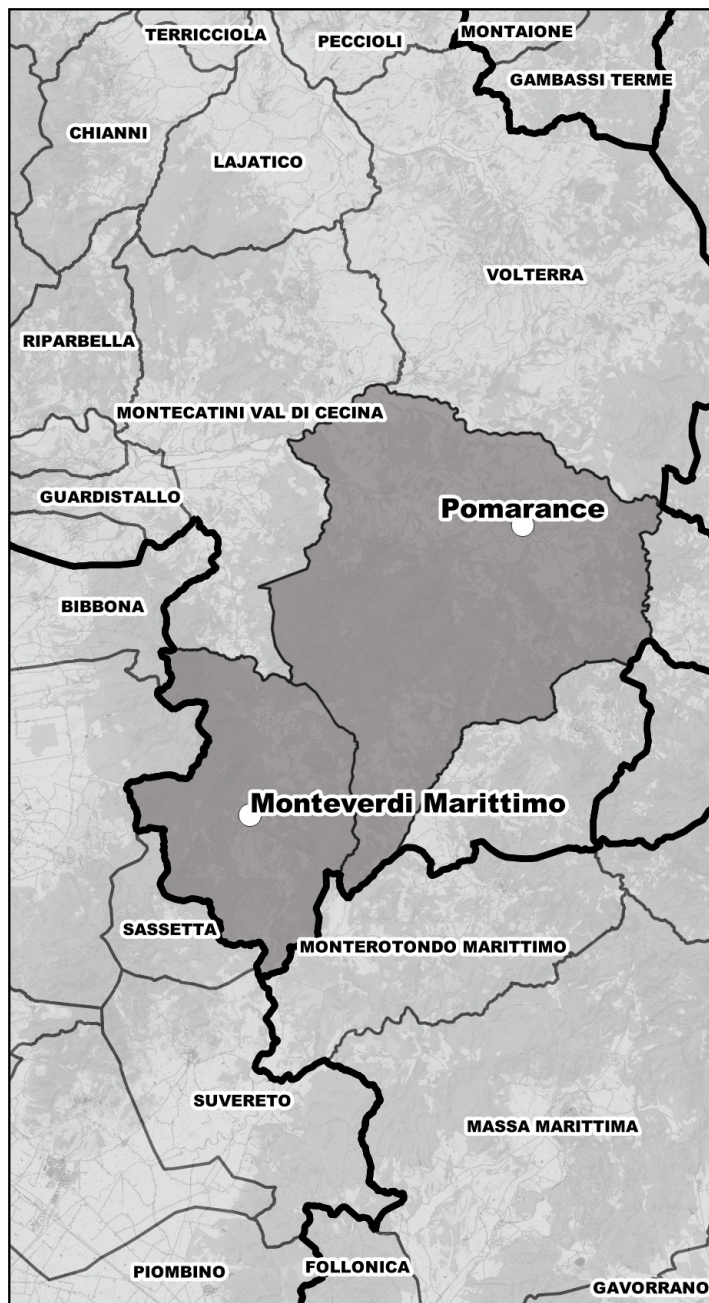 TERRICCIOLA
PECCIOLI
MONTAIONE
GAMBASSI TERME
CHIANNI
LAJATICO
VOLTERRA
RIPARBELLA
MONTECATINI VAL DI CECINA
GUARDISTALLO
Pomarance
BIBBONA
Monteverdi Marittimo
SASSETTA
MONTEROTONDO MARITTIMO
SUVERETO
MASSA MARITTIMA
PIOMBINO
FOLLONICA
GAVORRANO